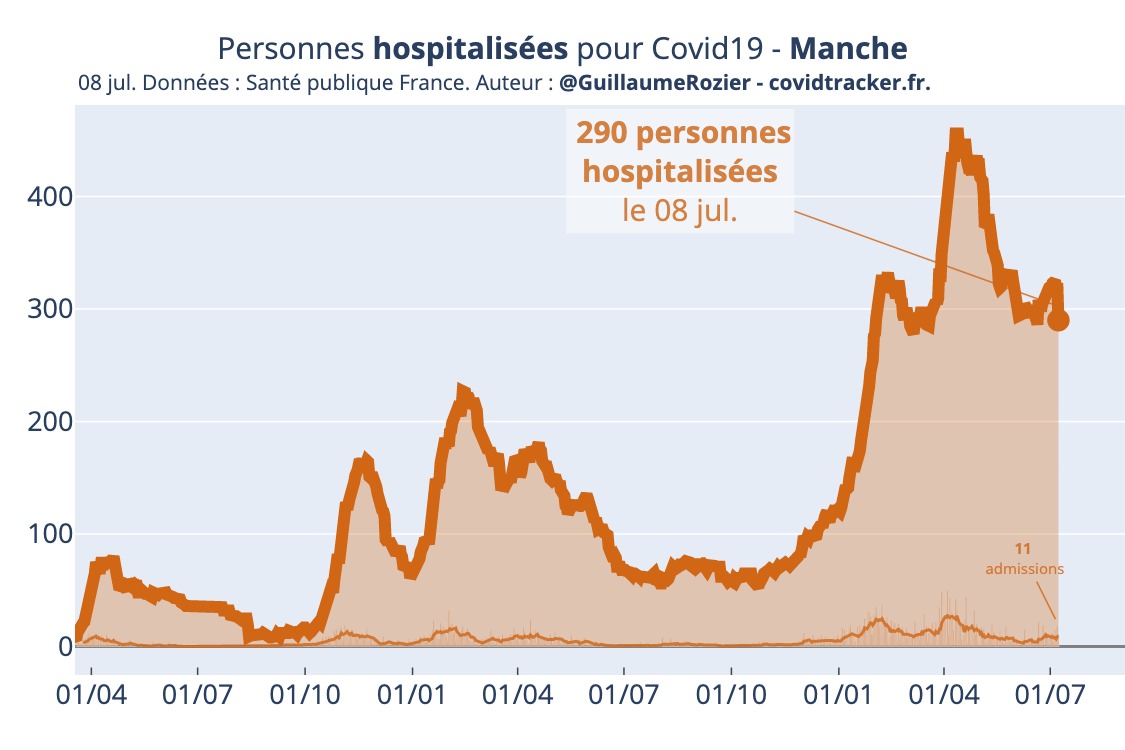 Personnes hospitalisées pour Covid19 - Manche
08 jul. Données : Santé publique France. Auteur : @GuillaumeRozier - covidtracker.fr.
290 personnes
hospitalisées
le 08 jul.
400
300
200
100
0
11
admissions
01/04 01/07 01/10 01/01 01/04 01/07 01/10 01/01 01/04 01/07